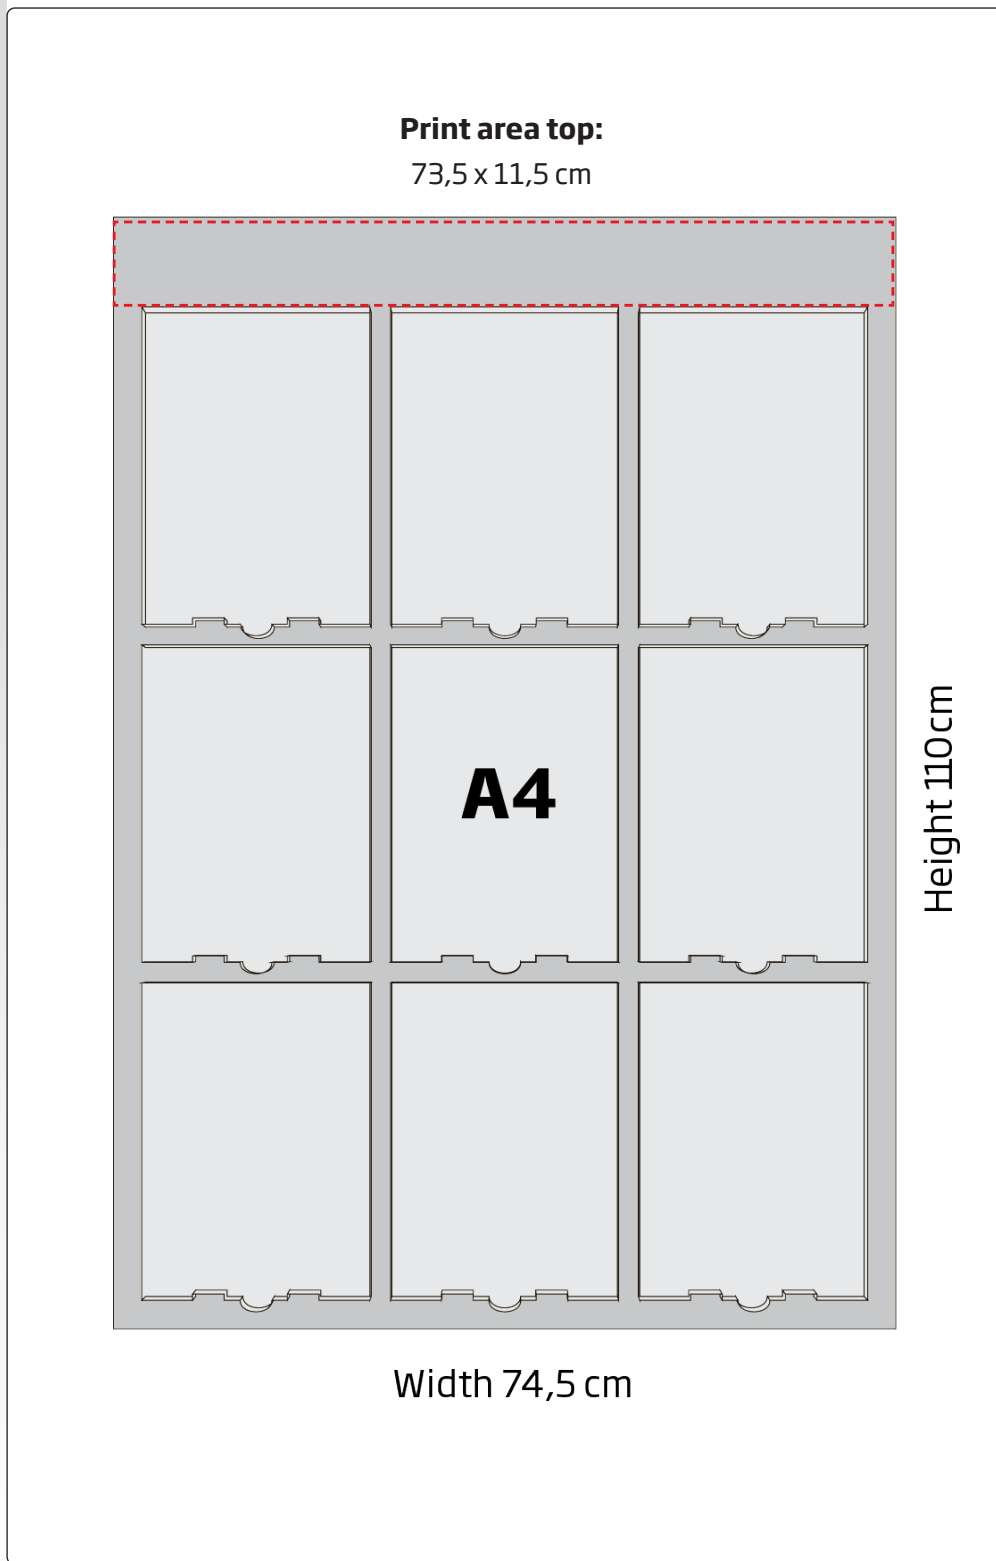 Print area top:
73,5 x 11,5 cm
A4
Height 110 cm
Width 74,5 cm